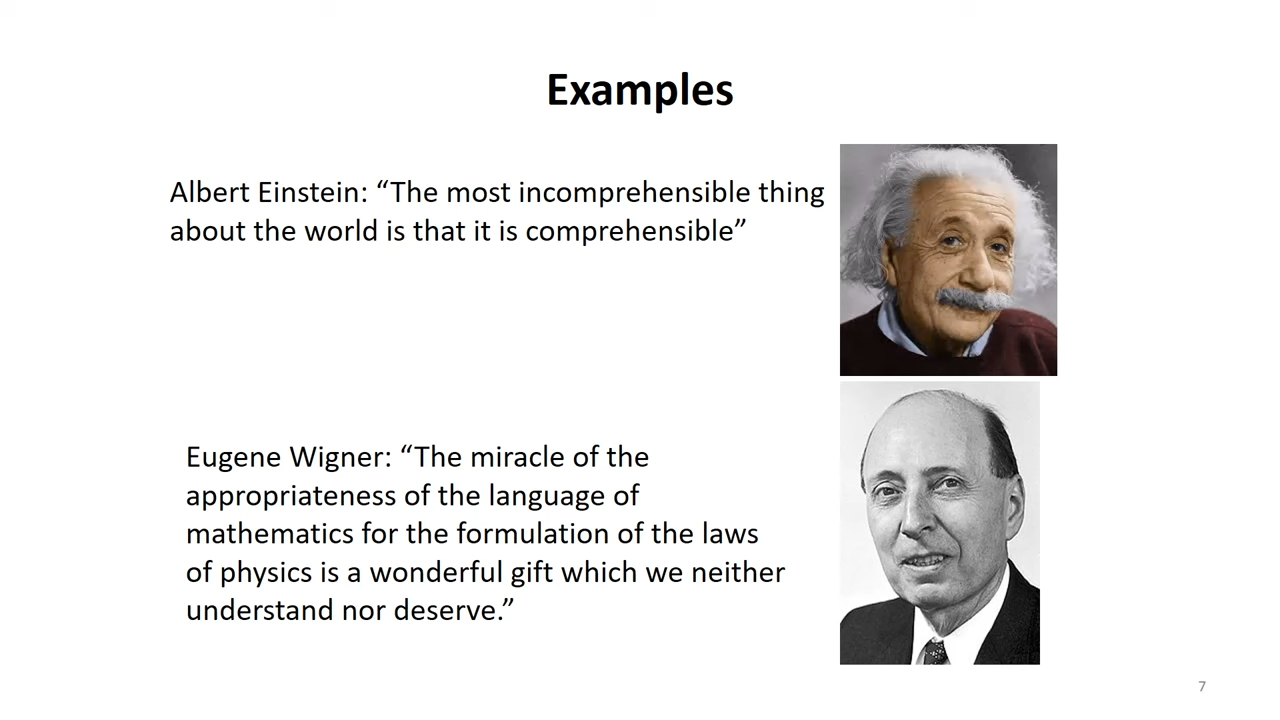 Examples
Albert Einstein: “The most incomprehensible thing
about the world is that it is comprehensible”
Eugene Wigner: “The miracle of the
appropriateness of the language of
mathematics for the formulation of the laws
of physics is a wonderful gift which we neither
understand nor deserve.”
7